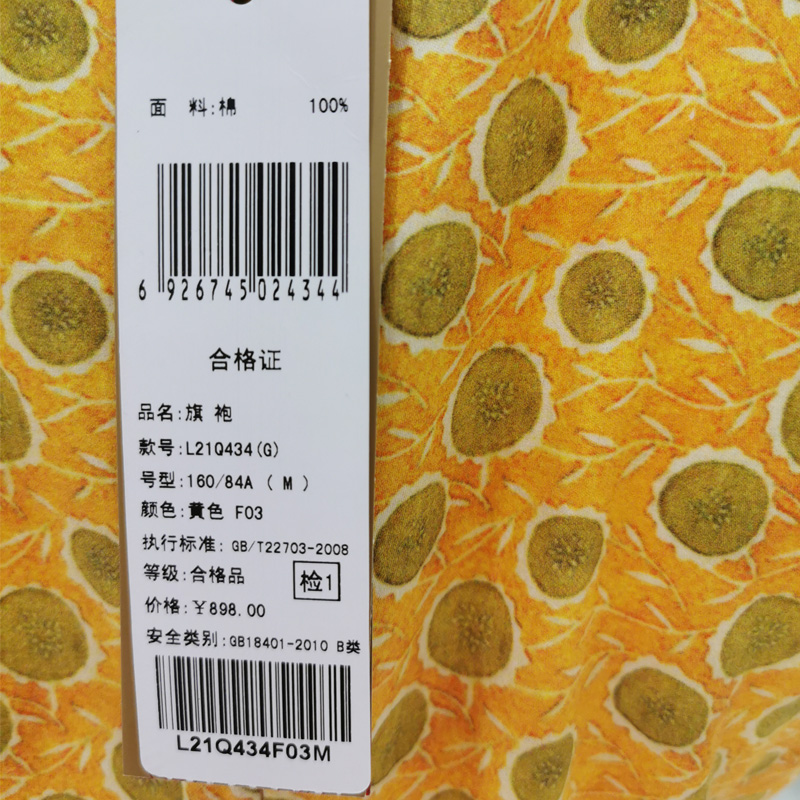 面 料:棉 100%
6 926745 024344
合格证
品名:旗 袍
款号:L21Q434(G)
号型:160/84A ( M )
颜色:黄色 F03
执行标准: GB/T22703-2008
等级:合格品 检1
价格:￥898.00
安全类别:GB18401-2010 B类
L21Q434F03M